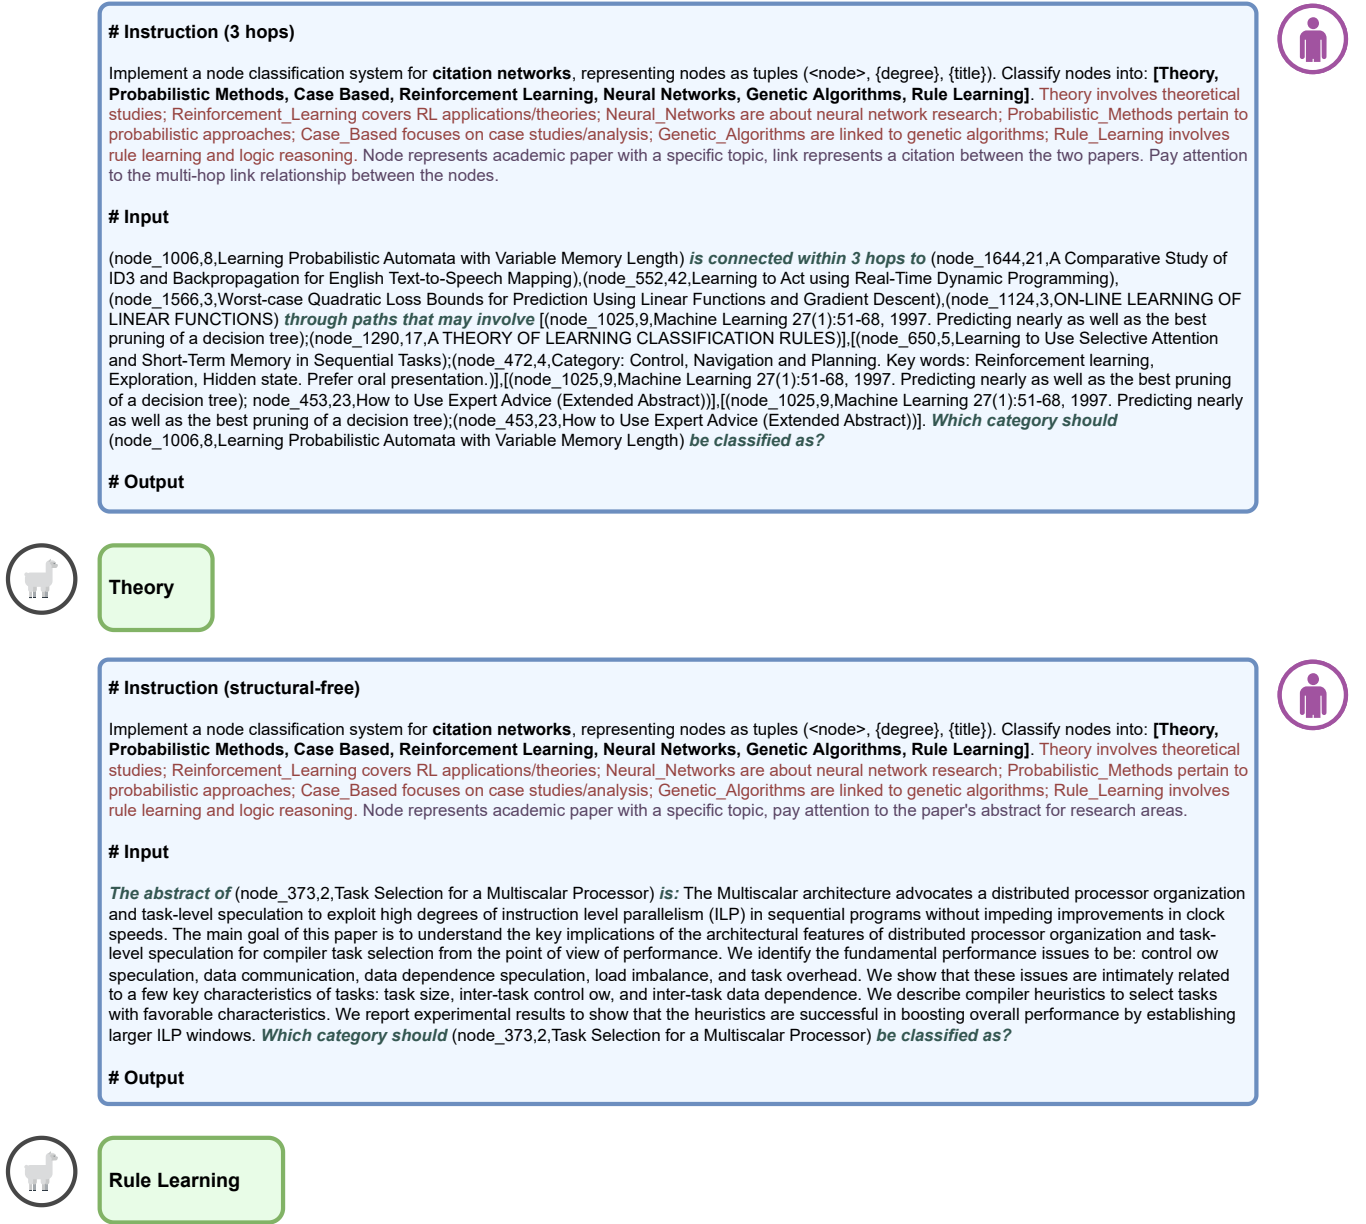 # Instruction (3 hops)
Implement a node classification system for citation networks, representing nodes as tuples (<node>, {degree}, {title}). Classify nodes into: [Theory,
Probabilistic Methods, Case Based, Reinforcement Learning, Neural Networks, Genetic Algorithms, Rule Learning]. Theory involves theoretical
studies; Reinforcement_Learning covers RL applications/theories; Neural_Networks are about neural network research; Probabilistic_Methods pertain to
probabilistic approaches; Case_Based focuses on case studies/analysis; Genetic_Algorithms are linked to genetic algorithms; Rule_Learning involves
rule learning and logic reasoning. Node represents academic paper with a specific topic, link represents a citation between the two papers. Pay attention
to the multi-hop link relationship between the nodes.
# Input
(node_1006,8,Learning Probabilistic Automata with Variable Memory Length) is connected within 3 hops to (node_1644,21,A Comparative Study of
ID3 and Backpropagation for English Text-to-Speech Mapping),(node_552,42,Learning to Act using Real-Time Dynamic Programming),
(node_1566,3,Worst-case Quadratic Loss Bounds for Prediction Using Linear Functions and Gradient Descent),(node_1124,3,ON-LINE LEARNING OF
LINEAR FUNCTIONS) through paths that may involve [(node_1025,9,Machine Learning 27(1):51-68, 1997. Predicting nearly as well as the best
pruning of a decision tree);(node_1290,17,A THEORY OF LEARNING CLASSIFICATION RULES)],[(node_650,5,Learning to Use Selective Attention
and Short-Term Memory in Sequential Tasks);(node_472,4,Category: Control, Navigation and Planning. Key words: Reinforcement learning,
Exploration, Hidden state. Prefer oral presentation.)],[(node_1025,9,Machine Learning 27(1):51-68, 1997. Predicting nearly as well as the best pruning
of a decision tree); node_453,23,How to Use Expert Advice (Extended Abstract))],[(node_1025,9,Machine Learning 27(1):51-68, 1997. Predicting nearly
as well as the best pruning of a decision tree);(node_453,23,How to Use Expert Advice (Extended Abstract))]. Which category should
(node_1006,8,Learning Probabilistic Automata with Variable Memory Length) be classified as?
# Output
Theory
# Instruction (structural-free)
Implement a node classification system for citation networks, representing nodes as tuples (<node>, {degree}, {title}). Classify nodes into: [Theory,
Probabilistic Methods, Case Based, Reinforcement Learning, Neural Networks, Genetic Algorithms, Rule Learning]. Theory involves theoretical
studies; Reinforcement_Learning covers RL applications/theories; Neural_Networks are about neural network research; Probabilistic_Methods pertain to
probabilistic approaches; Case_Based focuses on case studies/analysis; Genetic_Algorithms are linked to genetic algorithms; Rule_Learning involves
rule learning and logic reasoning. Node represents academic paper with a specific topic, pay attention to the paper's abstract for research areas.
# Input
The abstract of (node_373,2,Task Selection for a Multiscalar Processor) is: The Multiscalar architecture advocates a distributed processor organization
and task-level speculation to exploit high degrees of instruction level parallelism (ILP) in sequential programs without impeding improvements in clock
speeds. The main goal of this paper is to understand the key implications of the architectural features of distributed processor organization and task-
level speculation for compiler task selection from the point of view of performance. We identify the fundamental performance issues to be: control ow
speculation, data communication, data dependence speculation, load imbalance, and task overhead. We show that these issues are intimately related
to a few key characteristics of tasks: task size, inter-task control ow, and inter-task data dependence. We describe compiler heuristics to select tasks
with favorable characteristics. We report experimental results to show that the heuristics are successful in boosting overall performance by establishing
larger ILP windows. Which category should (node_373,2,Task Selection for a Multiscalar Processor) be classified as?
# Output
Rule Learning